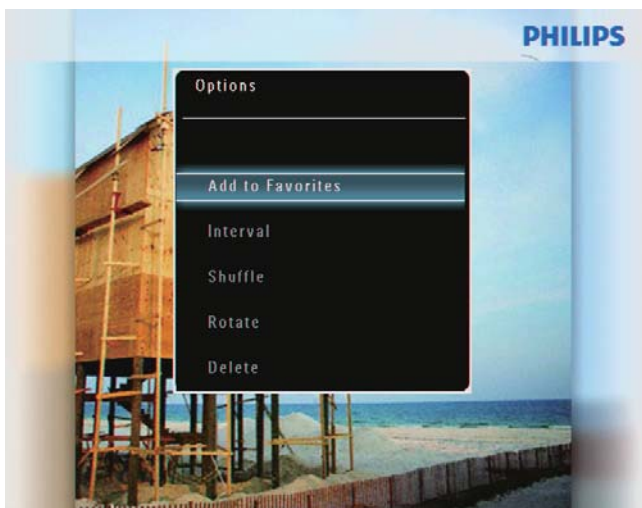 PHILIPS
Options
Add to Favorites
Interval
Shuffle
Rotate
Delete